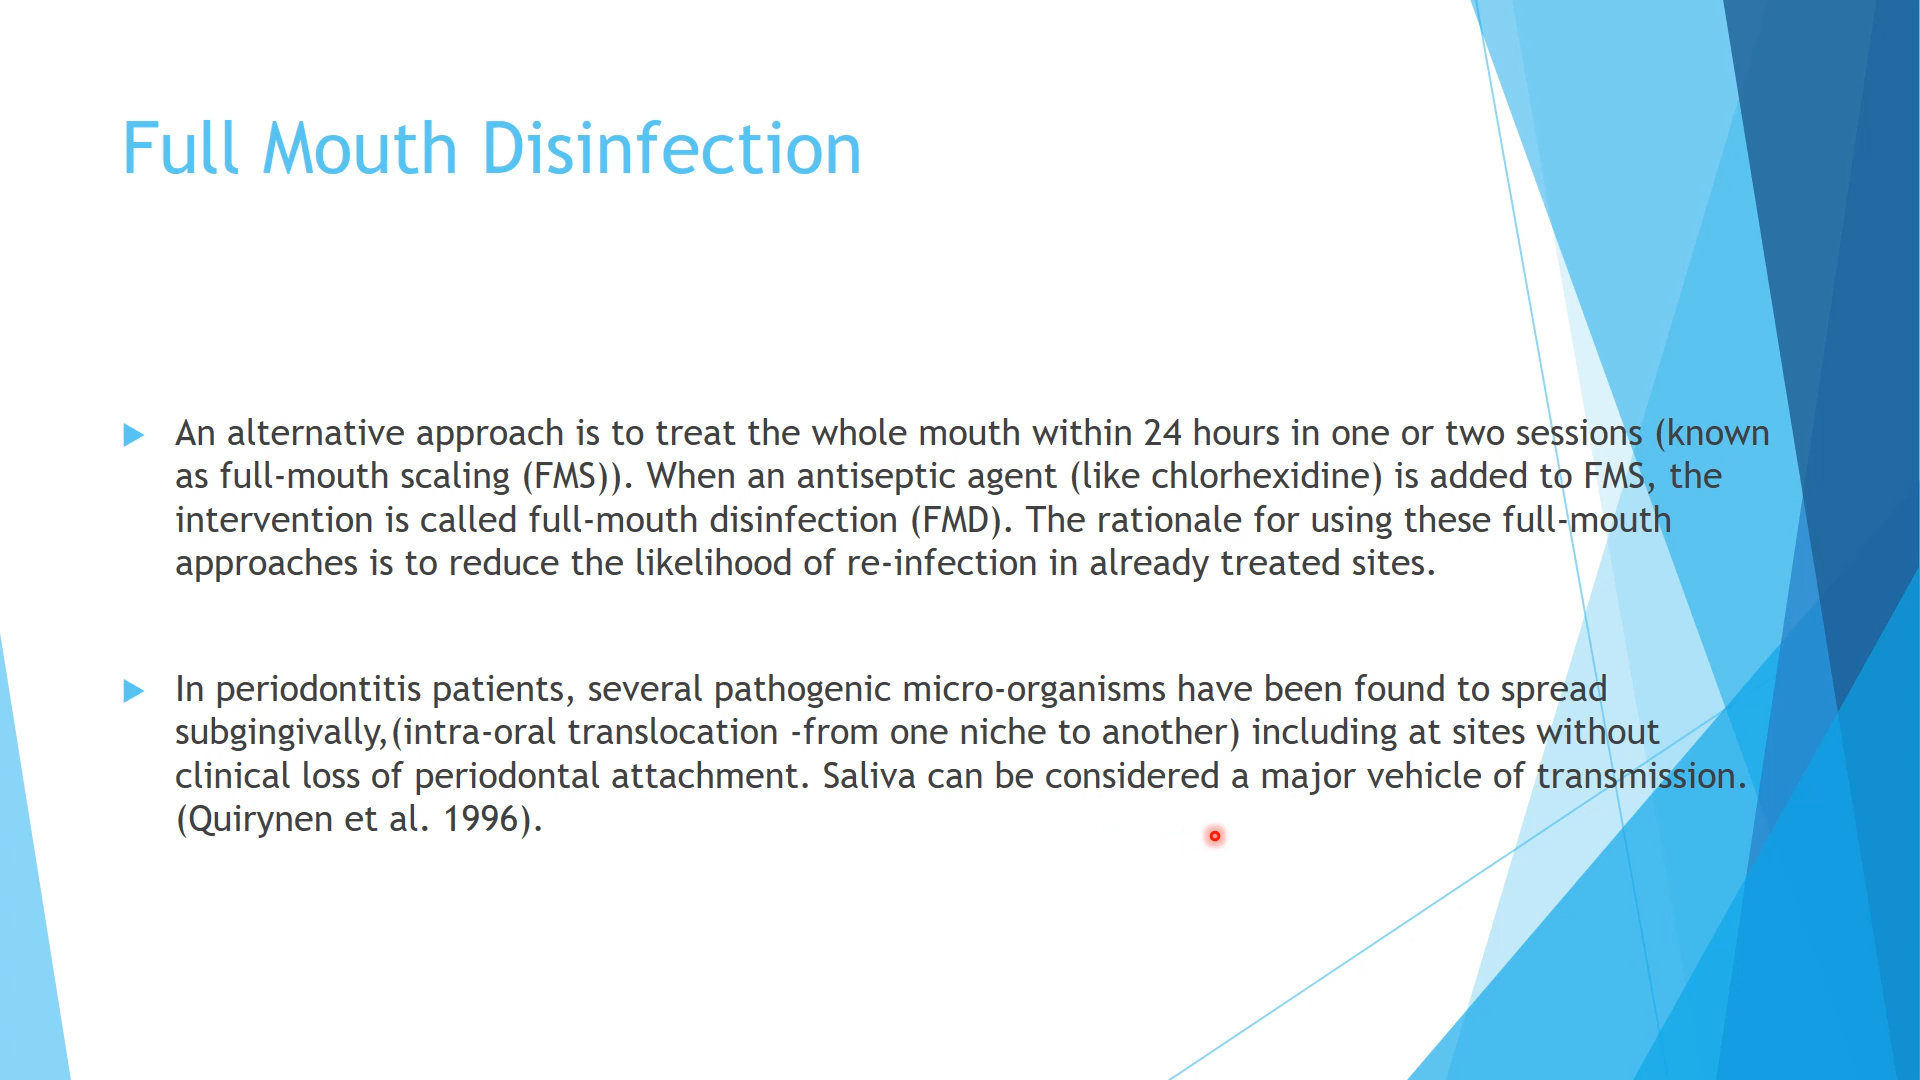 Full Mouth Disinfection
An alternative approach is to treat the whole mouth within 24 hours in one or two sessions (known
as full-mouth scaling (FMS)). When an antiseptic agent (like chlorhexidine) is added to FMS, the
intervention is called full-mouth disinfection (FMD). The rationale for using these full-mouth
approaches is to reduce the likelihood of re-infection in already treated sites.
In periodontitis patients, several pathogenic micro-organisms have been found to spread
subgingivally,(intra-oral translocation -from one niche to another) including at sites without
clinical loss of periodontal attachment. Saliva can be considered a major vehicle of transmission.
(Quirynen et al. 1996).